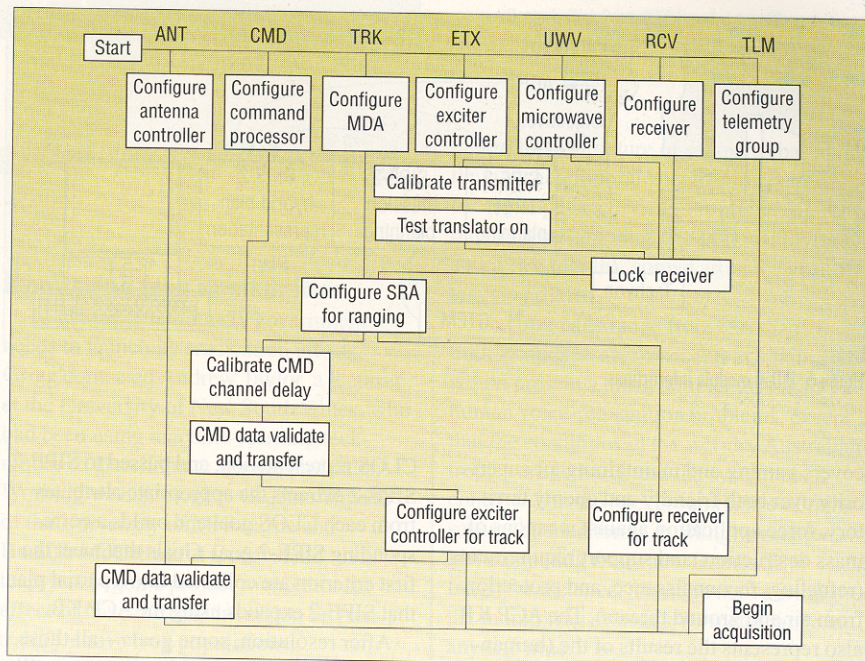 Start
ANT
CMD
TRK
ETX
UWV
RCV
TLM
Configure
antenna
controller
Configure
command
processor
Configure
MDA
Configure
exciter
controller
Configure
microwave
controller
Configure
receiver
Configure
telemetry
group
Calibrate transmitter
Test translator on
Lock receiver
Configure SRA
for ranging
Calibrate CMD
channel delay
CMD data validate
and transfer
Configure exciter
controller for track
Configure receiver
for track
CMD data validate
and transfer
Begin
acquisition